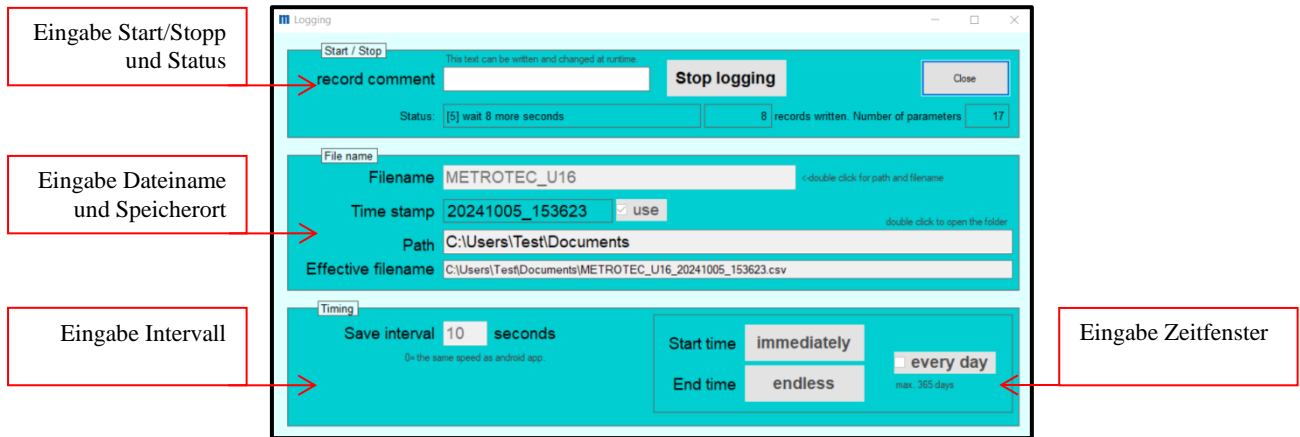 Eingabe Start/Stopp
und Status
Eingabe Dateiname
und Speicherort
Eingabe Intervall
Eingabe Zeitfenster
m Logging
Start / Stop
This text can be written and changed at runtime.
record comment
Stop logging
Close
Status: [5] wait 8 more seconds 8 records written. Number of parameters 17
File name
Filename METROTEC_U16 <-double click for path and filename
Time stamp 20241005_153623 use
double click to open the folder
Path C:\Users\Test\Documents
Effective filename C:\Users\Test\Documents\METROTEC_U16_20241005_153623.csv
Timing
Save interval 10 seconds
0= the same speed as android app.
Start time immediately
End time endless
every day
max. 365 days